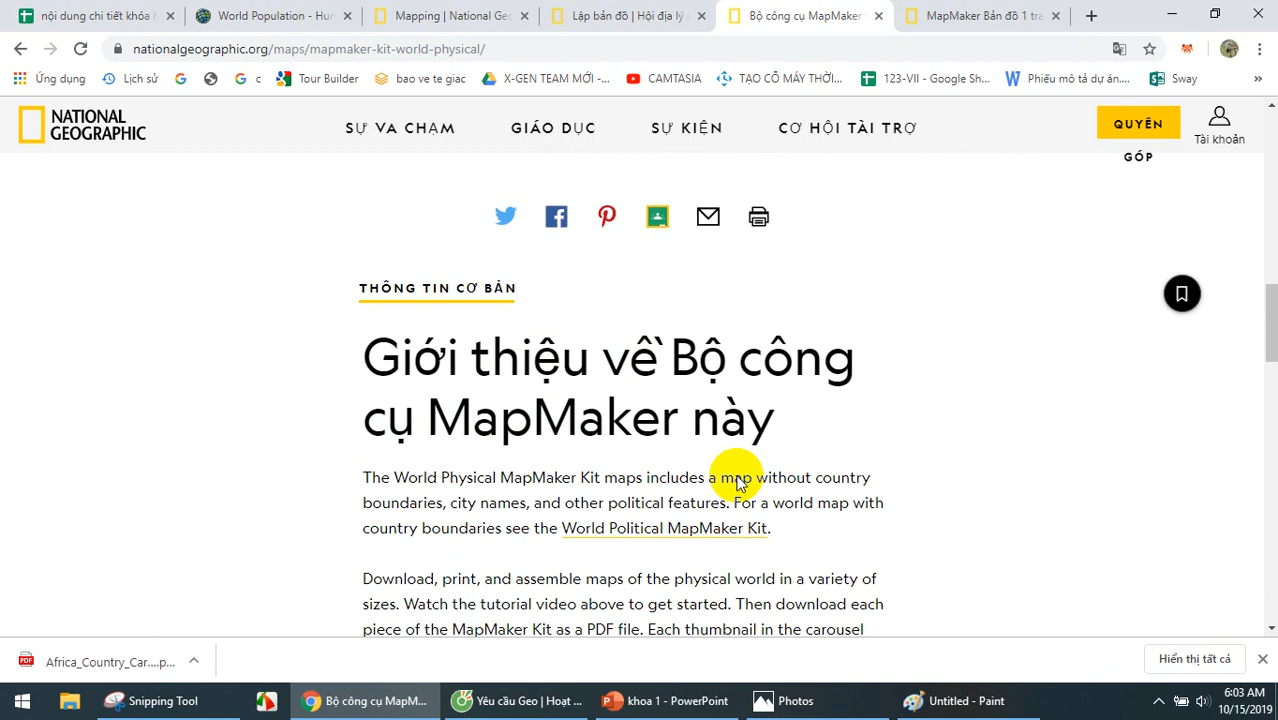 nội dung chi tiết khóa h
World Population - Hum
Mapping | National Geo
Lập bản đồ | Hội địa lý
Bộ công cụ MapMaker
MapMaker Bản đồ 1 tra
nationalgeographic.org/maps/mapmaker-kit-world-physical/
Ứng dụng
Lịch sử
c
Tour Builder
bao ve te giac
X-GEN TEAM MỚI -...
CAMTASIA
TẠO CỖ MÁY THỜI...
123-VII - Google Sh...
Phiếu mô tả dự án....
Sway
»
NATIONAL
GEOGRAPHIC
SỰ VA CHẠM
GIÁO DỤC
SỰ KIỆN
CƠ HỘI TÀI TRỢ
QUYÊN
GÓP
Tài khoản
THÔNG TIN CƠ BẢN
Giới thiệu về Bộ công
cụ MapMaker này
The World Physical MapMaker Kit maps includes a map without country
boundaries, city names, and other political features. For a world map with
country boundaries see the World Political MapMaker Kit.
Download, print, and assemble maps of the physical world in a variety of
sizes. Watch the tutorial video above to get started. Then download each
piece of the MapMaker Kit as a PDF file. Each thumbnail in the carousel
Africa_Country_Car....p...
Hiển thị tất cả
Snipping Tool
Bộ công cụ MapM...
Yêu cầu Geo | Hoạt ...
khoa 1 - PowerPoint
Photos
Untitled - Paint
6:03 AM
10/15/2019